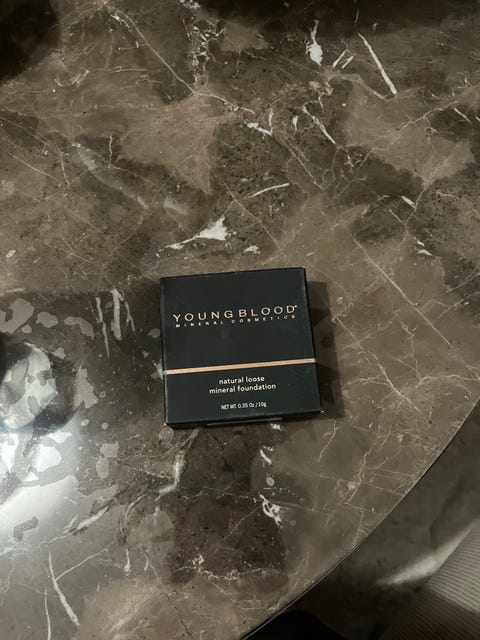 YOUNGBLOOD®
MINERAL COSMETICS
natural loose
mineral foundation
NET WT. 0.35 Oz / 10g